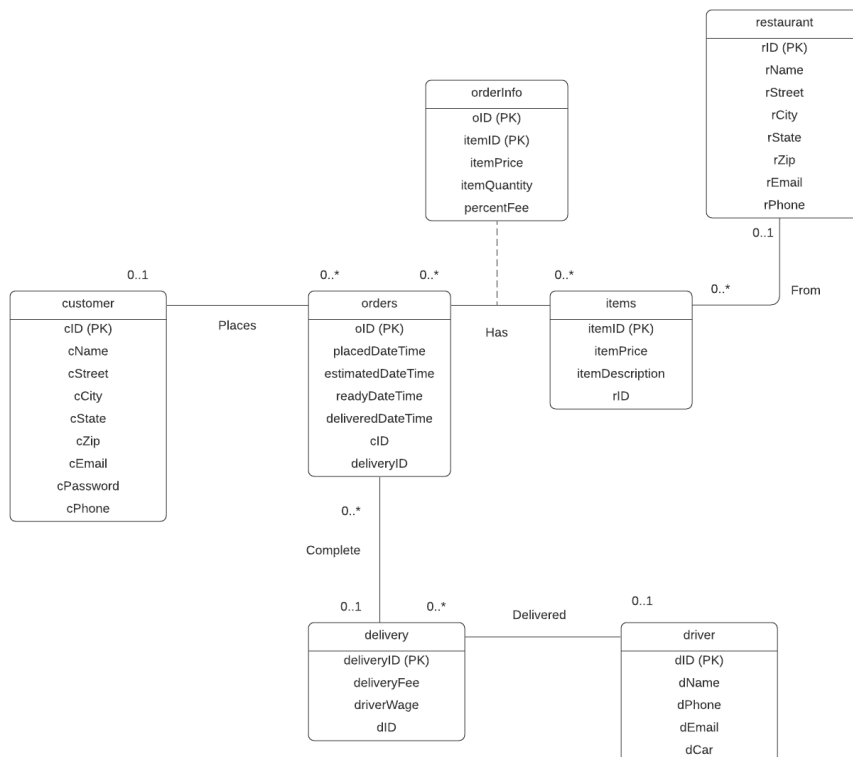 restaurant
rID (PK)
rName
rStreet
rCity
rState
rZip
rEmail
rPhone
orderInfo
oID (PK)
itemID (PK)
itemPrice
itemQuantity
percentFee
0..1
0..*
From
0..1
0..*
0..*
0..*
customer
cID (PK)
cName
cStreet
cCity
cState
cZip
cEmail
cPassword
cPhone
Places
orders
oID (PK)
placedDateTime
estimatedDateTime
readyDateTime
deliveredDateTime
cID
deliveryID
Has
items
itemID (PK)
itemPrice
itemDescription
rID
0..*
Complete
0..1
0..*
Delivered
0..1
delivery
deliveryID (PK)
deliveryFee
driverWage
dID
driver
dID (PK)
dName
dPhone
dEmail
dCar